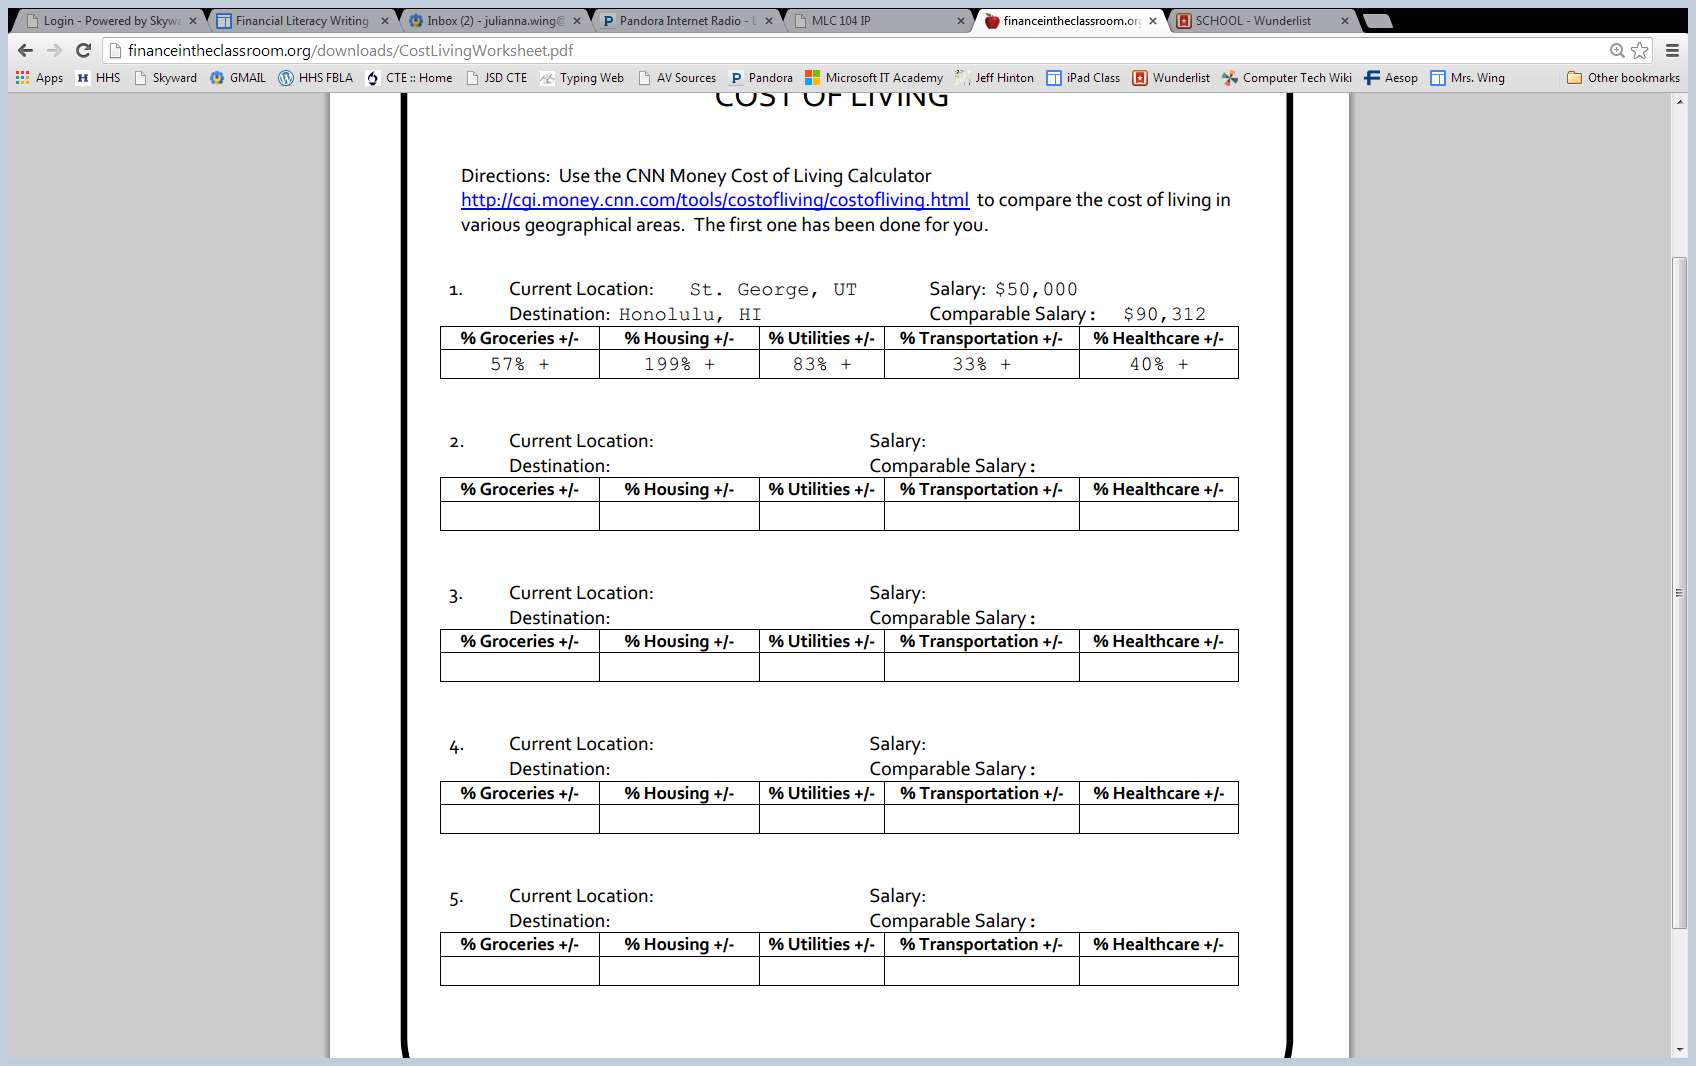 Login - Powered by Skyw
Financial Literacy Writing
Inbox (2) - julianna.wing@
Pandora Internet Radio - L
MLC 104 IP
financeintheclassroom.or
SCHOOL - Wunderlist
financeintheclassroom.org/downloads/CostLivingWorksheet.pdf
Apps HHS Skyward GMAIL HHS FBLA CTE :: Home JSD CTE Typing Web AV Sources Pandora Microsoft IT Academy Jeff Hinton iPad Class Wunderlist Computer Tech Wiki Aesop Mrs. Wing Other bookmarks
COST OF LIVING
Directions: Use the CNN Money Cost of Living Calculator
http://cgi.money.cnn.com/tools/costofliving/costofliving.html to compare the cost of living in
various geographical areas. The first one has been done for you.
1. Current Location: St. George, UT Salary: $50,000
Destination: Honolulu, HI Comparable Salary: $90,312
% Groceries +/- % Housing +/- % Utilities +/- % Transportation +/- % Healthcare +/-
57% + 199% + 83% + 33% + 40% +
2. Current Location: Salary:
Destination: Comparable Salary:
% Groceries +/- % Housing +/- % Utilities +/- % Transportation +/- % Healthcare +/-
3. Current Location: Salary:
Destination: Comparable Salary:
% Groceries +/- % Housing +/- % Utilities +/- % Transportation +/- % Healthcare +/-
4. Current Location: Salary:
Destination: Comparable Salary:
% Groceries +/- % Housing +/- % Utilities +/- % Transportation +/- % Healthcare +/-
5. Current Location: Salary:
Destination: Comparable Salary:
% Groceries +/- % Housing +/- % Utilities +/- % Transportation +/- % Healthcare +/-